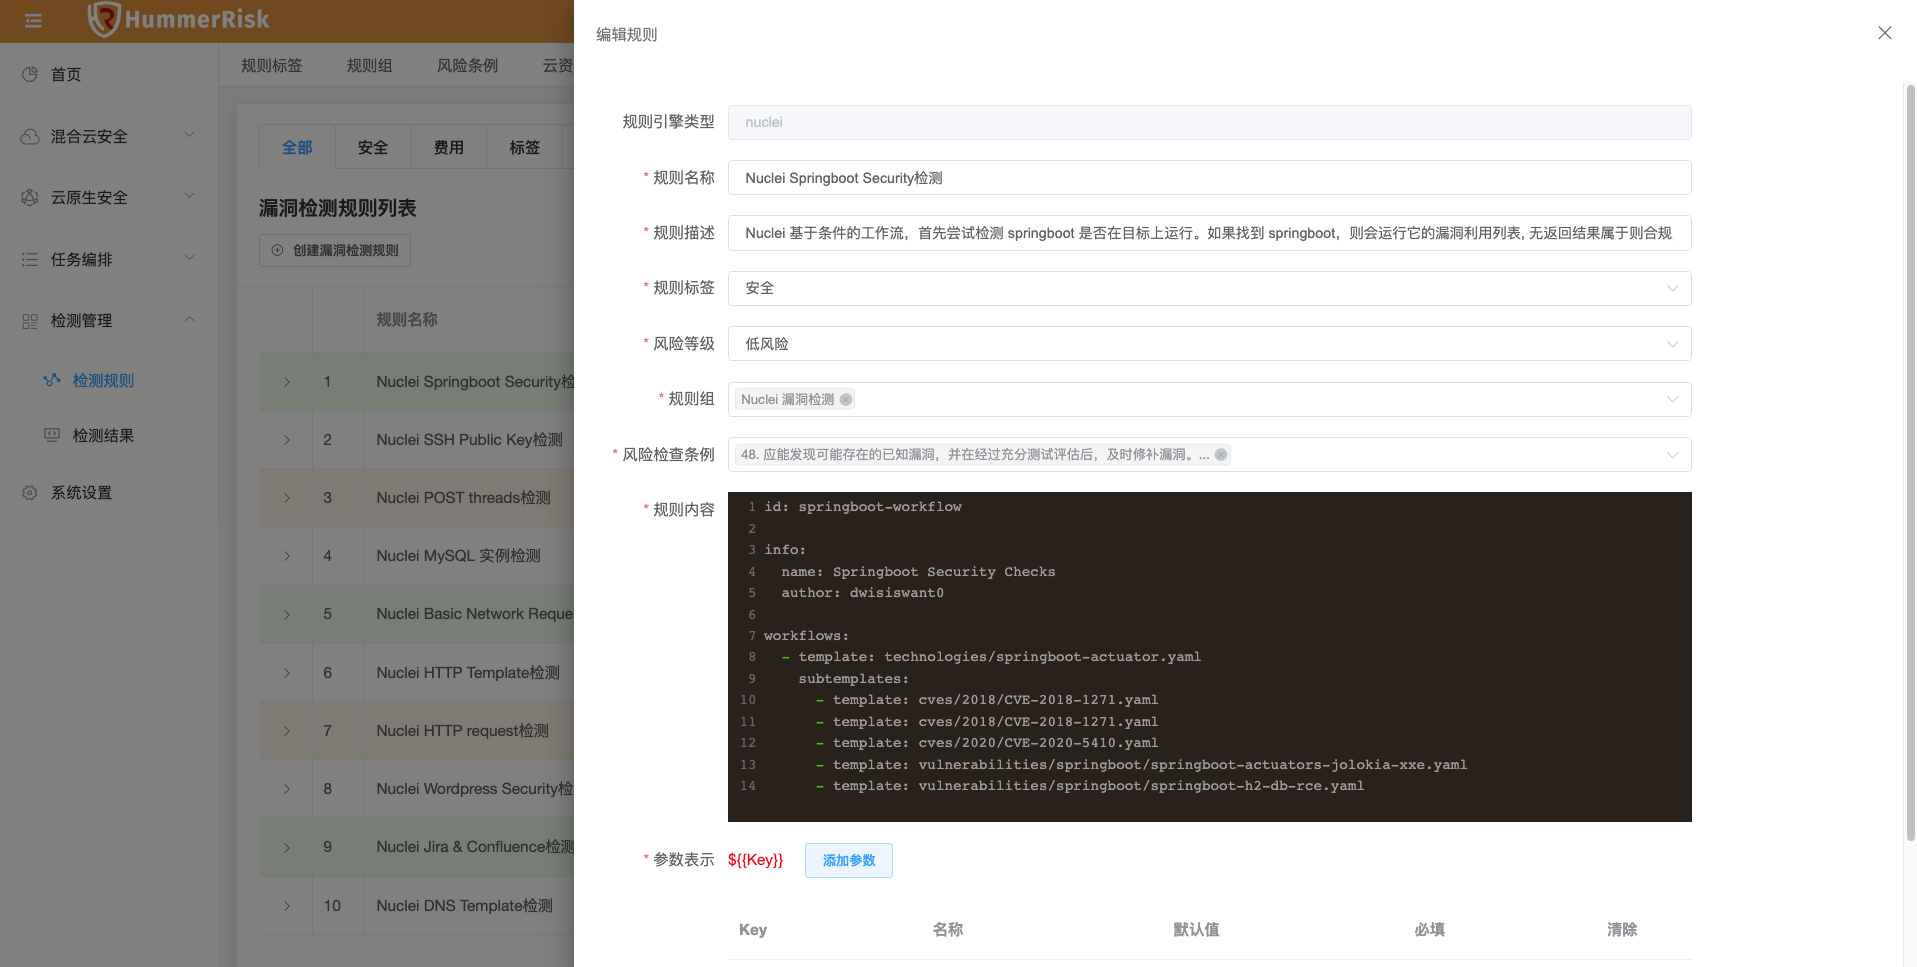 HummerRisk
首页
混合云安全
云原生安全
任务编排
检测管理
检测规则
检测结果
系统设置
规则标签 规则组 风险条例 云资
全部 安全 费用 标签
漏洞检测规则列表
创建漏洞检测规则
规则名称
1 Nuclei Springboot Security检
2 Nuclei SSH Public Key检测
3 Nuclei POST threads检测
4 Nuclei MySQL 实例检测
5 Nuclei Basic Network Reque
6 Nuclei HTTP Template检测
7 Nuclei HTTP request检测
8 Nuclei Wordpress Security检
9 Nuclei Jira & Confluence检测
10 Nuclei DNS Template检测
编辑规则
规则引擎类型 nuclei
* 规则名称 Nuclei Springboot Security检测
* 规则描述 Nuclei 基于条件的工作流，首先尝试检测 springboot 是否在目标上运行。如果找到 springboot，则会运行它的漏洞利用列表, 无返回结果属于则合规
* 规则标签 安全
* 风险等级 低风险
* 规则组 Nuclei 漏洞检测
* 风险检查条例 48. 应能发现可能存在的已知漏洞，并在经过充分测试评估后，及时修补漏洞。...
* 规则内容
1 id: springboot-workflow
2
3 info:
4 name: Springboot Security Checks
5 author: dwisiswant0
6
7 workflows:
8 - template: technologies/springboot-actuator.yaml
9 subtemplates:
10 - template: cves/2018/CVE-2018-1271.yaml
11 - template: cves/2018/CVE-2018-1271.yaml
12 - template: cves/2020/CVE-2020-5410.yaml
13 - template: vulnerabilities/springboot/springboot-actuators-jolokia-xxe.yaml
14 - template: vulnerabilities/springboot/springboot-h2-db-rce.yaml
* 参数表示 ${{Key}} 添加参数
Key 名称 默认值 必填 清除